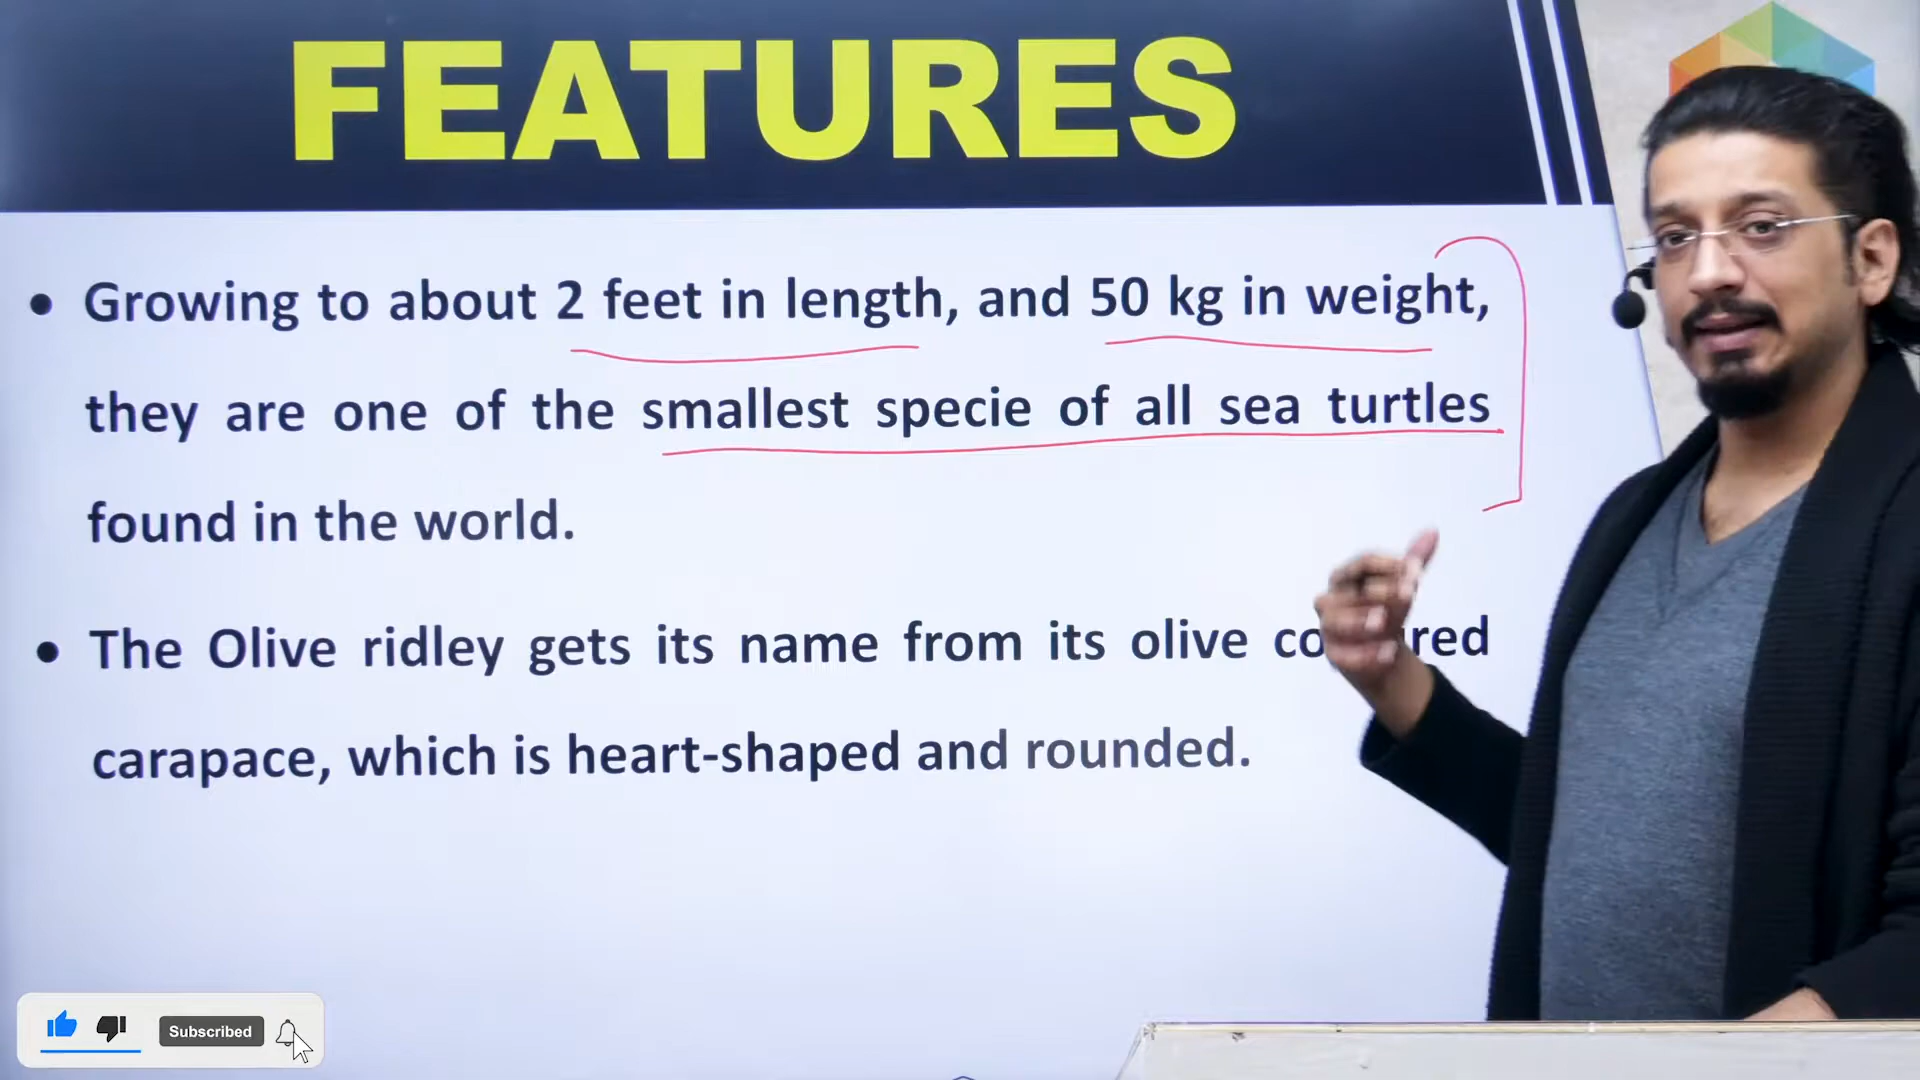 FEATURES
• Growing to about 2 feet in length, and 50 kg in weight,
they are one of the smallest specie of all sea turtles
found in the world.
• The Olive ridley gets its name from its olive co red
carapace, which is heart-shaped and rounded.
Subscribed